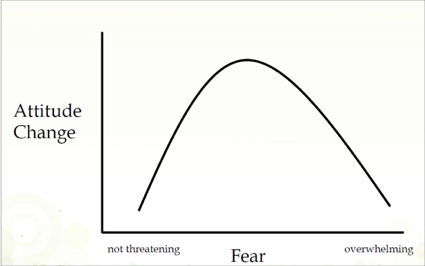 Attitude
Change
not threatening
Fear
overwhelming